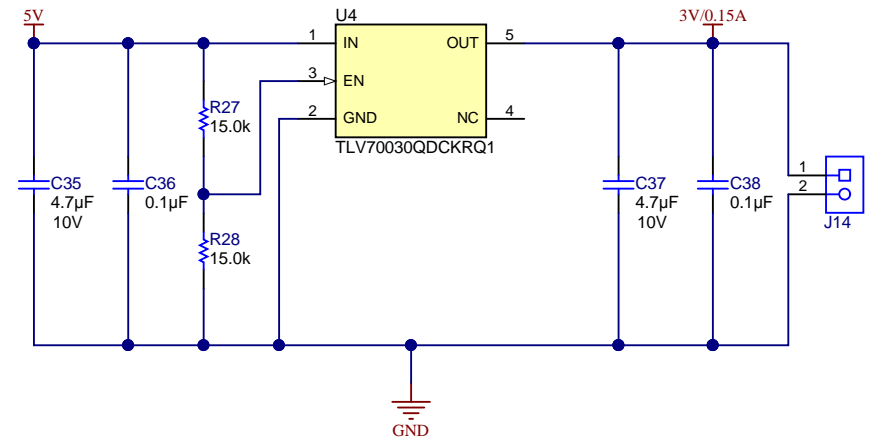 5V
U4
3V/0.15A
1 IN OUT 5
3 EN
2 GND NC 4
TLV70030QDCKRQ1
R27
15.0k
C35
4.7µF
10V
C36
0.1µF
R28
15.0k
C37
4.7µF
10V
C38
0.1µF
1
2
J14
GND